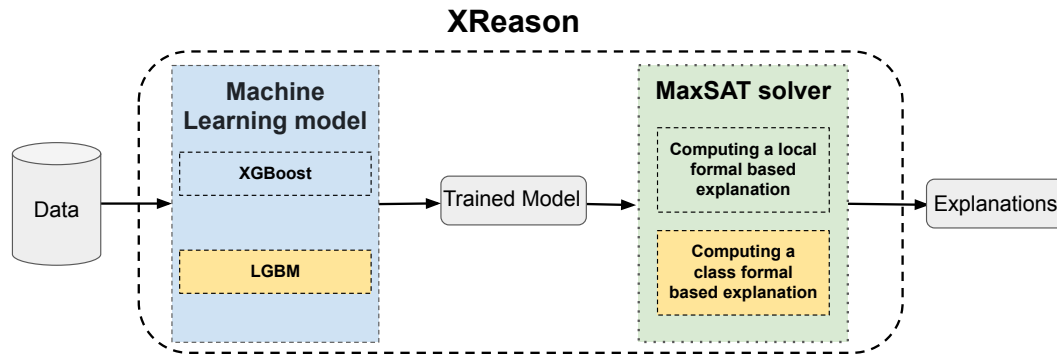 XReason
Machine
Learning model
XGBoost
LGBM
Data
Trained Model
MaxSAT solver
Computing a local
formal based
explanation
Computing a
class formal
based explanation
Explanations